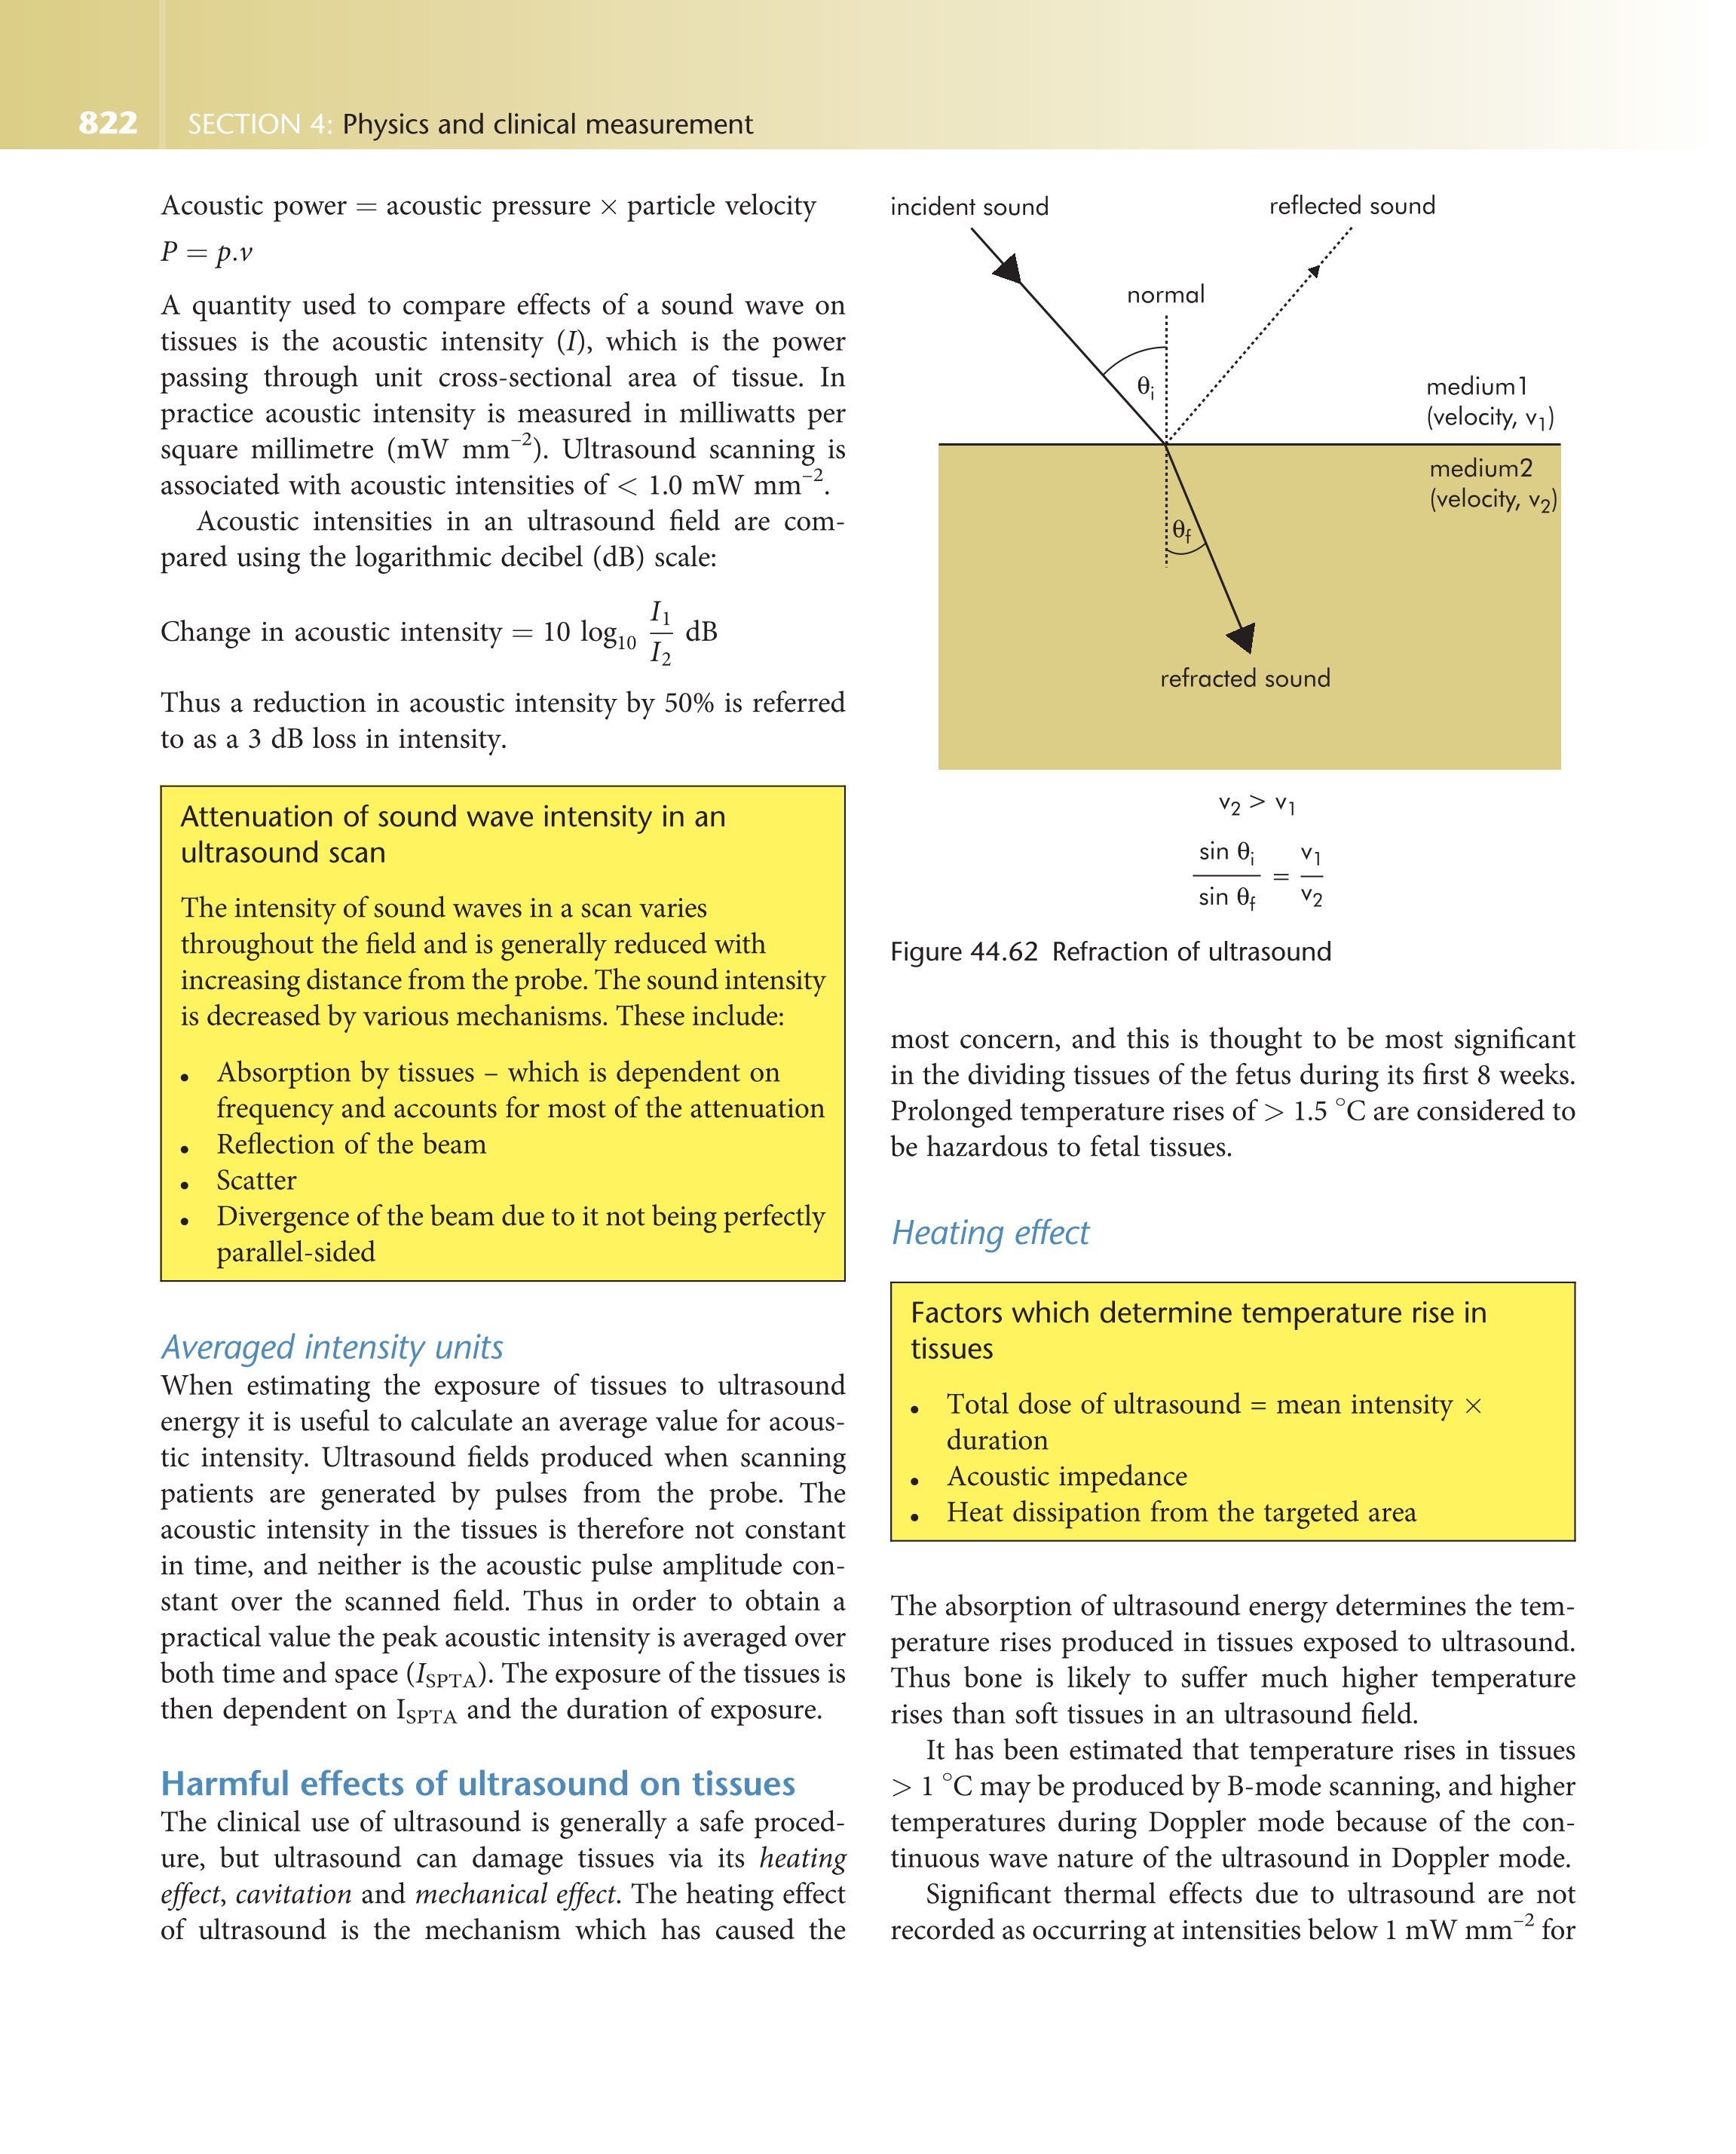 822 SECTION 4: Physics and clinical measurement
Acoustic power = acoustic pressure × particle velocity
P = p.v
A quantity used to compare effects of a sound wave on
tissues is the acoustic intensity (I), which is the power
passing through unit cross-sectional area of tissue. In
practice acoustic intensity is measured in milliwatts per
square millimetre (mW mm⁻²). Ultrasound scanning is
associated with acoustic intensities of < 1.0 mW mm⁻².
Acoustic intensities in an ultrasound field are com-
pared using the logarithmic decibel (dB) scale:
Change in acoustic intensity = 10 log₁₀ I₁/I₂ dB
Thus a reduction in acoustic intensity by 50% is referred
to as a 3 dB loss in intensity.
Attenuation of sound wave intensity in an
ultrasound scan
The intensity of sound waves in a scan varies
throughout the field and is generally reduced with
increasing distance from the probe. The sound intensity
is decreased by various mechanisms. These include:
• Absorption by tissues – which is dependent on
frequency and accounts for most of the attenuation
• Reflection of the beam
• Scatter
• Divergence of the beam due to it not being perfectly
parallel-sided
Averaged intensity units
When estimating the exposure of tissues to ultrasound
energy it is useful to calculate an average value for acous-
tic intensity. Ultrasound fields produced when scanning
patients are generated by pulses from the probe. The
acoustic intensity in the tissues is therefore not constant
in time, and neither is the acoustic pulse amplitude con-
stant over the scanned field. Thus in order to obtain a
practical value the peak acoustic intensity is averaged over
both time and space (I_SPTA). The exposure of the tissues is
then dependent on I_SPTA and the duration of exposure.
Harmful effects of ultrasound on tissues
The clinical use of ultrasound is generally a safe proced-
ure, but ultrasound can damage tissues via its heating
effect, cavitation and mechanical effect. The heating effect
of ultrasound is the mechanism which has caused the
incident sound
reflected sound
normal
θi
medium1
(velocity, v₁)
medium2
(velocity, v₂)
θf
refracted sound
v₂ > v₁
sin θi / sin θf = v₁ / v₂
Figure 44.62 Refraction of ultrasound
most concern, and this is thought to be most significant
in the dividing tissues of the fetus during its first 8 weeks.
Prolonged temperature rises of > 1.5 °C are considered to
be hazardous to fetal tissues.
Heating effect
Factors which determine temperature rise in
tissues
• Total dose of ultrasound = mean intensity ×
duration
• Acoustic impedance
• Heat dissipation from the targeted area
The absorption of ultrasound energy determines the tem-
perature rises produced in tissues exposed to ultrasound.
Thus bone is likely to suffer much higher temperature
rises than soft tissues in an ultrasound field.
It has been estimated that temperature rises in tissues
> 1 °C may be produced by B-mode scanning, and higher
temperatures during Doppler mode because of the con-
tinuous wave nature of the ultrasound in Doppler mode.
Significant thermal effects due to ultrasound are not
recorded as occurring at intensities below 1 mW mm⁻² for